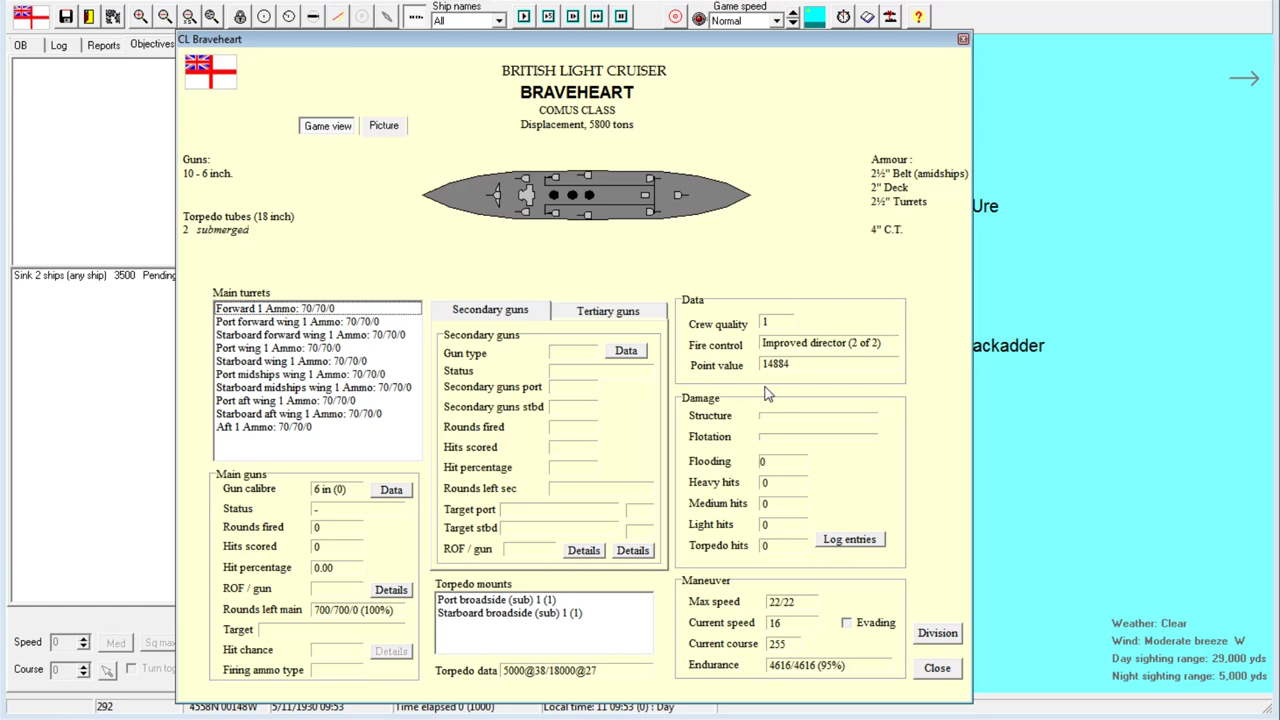 Ship names
All
Game speed
Normal
?
OB
Log
Reports
Objectives
CL Braveheart
BRITISH LIGHT CRUISER
BRAVEHEART
COMUS CLASS
Displacement, 5800 tons
Game view
Picture
Guns:
10 - 6 inch.
Torpedo tubes (18 inch)
2 submerged
Armour :
2½" Belt (amidships)
2" Deck
2½" Turrets
4" C.T.
Ure
ackadder
Sink 2 ships (any ship) 3500 Pending
Main turrets
Forward 1 Ammo: 70/70/0
Port forward wing 1 Ammo: 70/70/0
Starboard forward wing 1 Ammo: 70/70/0
Port wing 1 Ammo: 70/70/0
Starboard wing 1 Ammo: 70/70/0
Port midships wing 1 Ammo: 70/70/0
Starboard midships wing 1 Ammo: 70/70/0
Port aft wing 1 Ammo: 70/70/0
Starboard aft wing 1 Ammo: 70/70/0
Aft 1 Ammo: 70/70/0
Main guns
Gun calibre 6 in (0) Data
Status -
Rounds fired 0
Hits scored 0
Hit percentage 0.00
ROF / gun Details
Rounds left main 700/700/0 (100%)
Target
Hit chance Details
Firing ammo type
Secondary guns
Tertiary guns
Secondary guns
Gun type Data
Status
Secondary guns port
Secondary guns stbd
Rounds fired
Hits scored
Hit percentage
Rounds left sec
Target port
Target stbd
ROF / gun Details Details
Torpedo mounts
Port broadside (sub) 1 (1)
Starboard broadside (sub) 1 (1)
Torpedo data 5000@38/18000@27
Data
Crew quality 1
Fire control Improved director (2 of 2)
Point value 14884
Damage
Structure
Flotation
Flooding 0
Heavy hits 0
Medium hits 0
Light hits 0
Torpedo hits 0
Log entries
Maneuver
Max speed 22/22
Current speed 16 Evading
Current course 255
Endurance 4616/4616 (95%)
Division
Close
Speed 0 Med Sq ma
Course 0 Turn tog
Weather: Clear
Wind: Moderate breeze W
Day sighting range: 29,000 yds
Night sighting range: 5,000 yds
292
4558N 00148W
5/11/1930 09:53
Time elapsed 0 (1000)
Local time: 11 09:53 (0) : Day